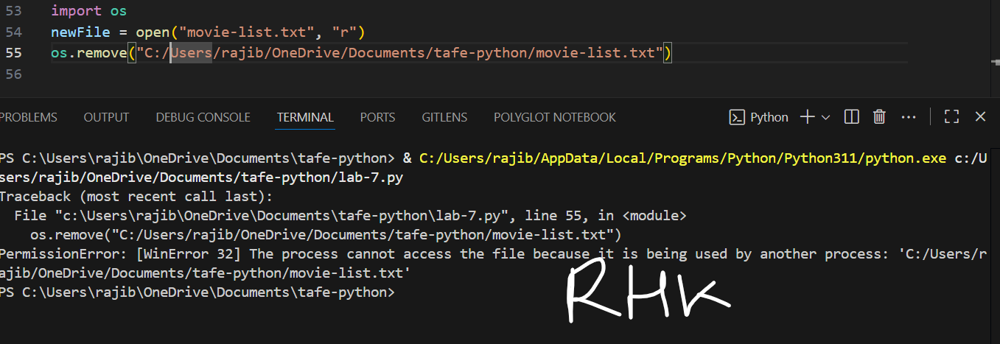 53 import os
54 newFile = open("movie-list.txt", "r")
55 os.remove("C:/Users/rajib/OneDrive/Documents/tafe-python/movie-list.txt")
56
PROBLEMS OUTPUT DEBUG CONSOLE TERMINAL PORTS GITLENS POLYGLOT NOTEBOOK Python
PS C:\Users\rajib\OneDrive\Documents\tafe-python> & C:/Users/rajib/AppData/Local/Programs/Python/Python311/python.exe c:/U
sers/rajib/OneDrive/Documents/tafe-python/lab-7.py
Traceback (most recent call last):
  File "c:\Users\rajib\OneDrive\Documents\tafe-python\lab-7.py", line 55, in <module>
    os.remove("C:/Users/rajib/OneDrive/Documents/tafe-python/movie-list.txt")
PermissionError: [WinError 32] The process cannot access the file because it is being used by another process: 'C:/Users/r
ajib/OneDrive/Documents/tafe-python/movie-list.txt'
PS C:\Users\rajib\OneDrive\Documents\tafe-python>
RHK